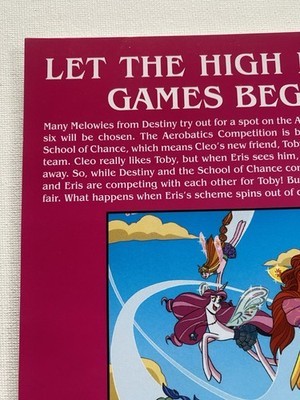 LET THE HIGH
GAMES BEG
Many Melowies from Destiny try out for a spot on the A
six will be chosen. The Aerobatics Competition is b
School of Chance, which means Cleo's new friend, Tob
team. Cleo really likes Toby, but when Eris sees him,
away. So, while Destiny and the School of Chance con
and Eris are competing with each other for Toby! Bu
fair. What happens when Eris's scheme spins out of c